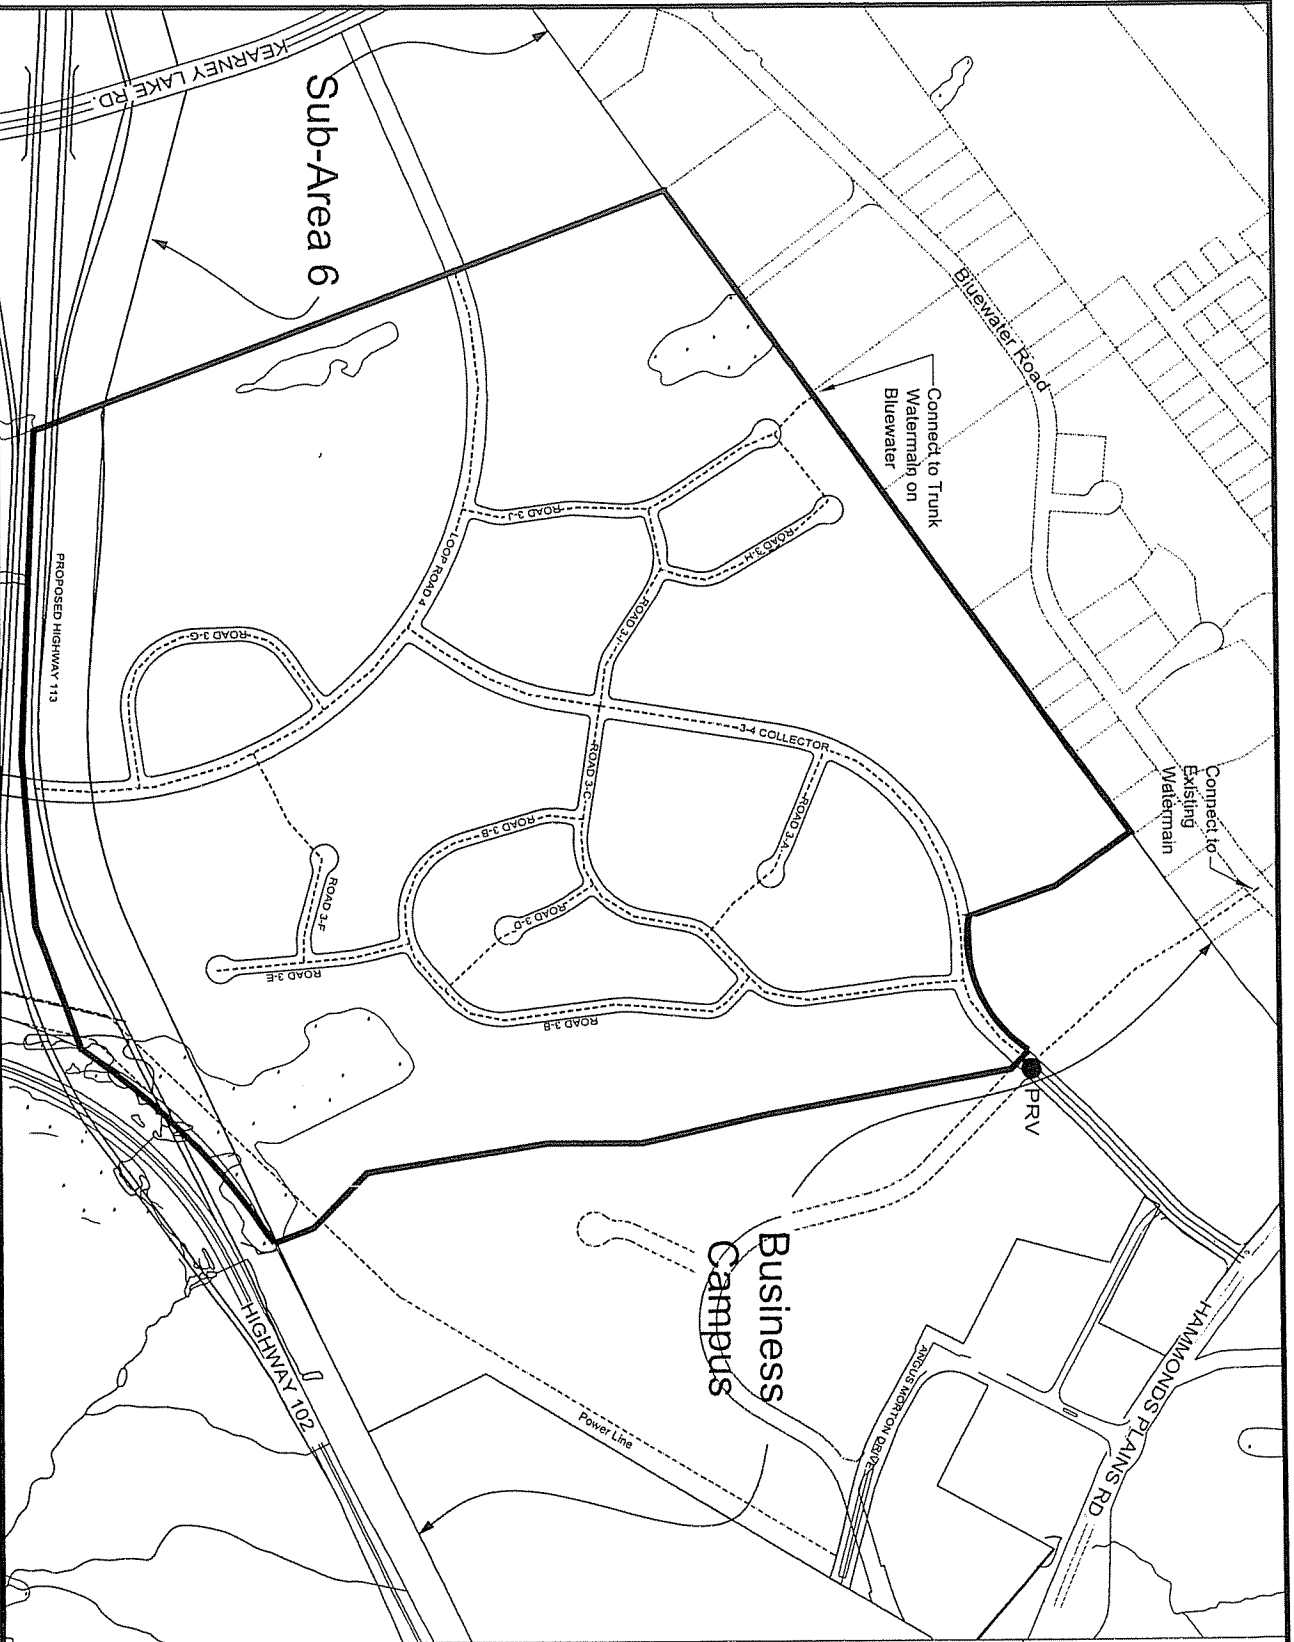 KEARNEY LAKE RD.
Sub-Area 6
Bluewater Road
Connect to Trunk
Watermain on
Bluewater
Connect to
Existing
Watermain
PROPOSED HIGHWAY 113
LOOP ROAD 4
ROAD 3-J
ROAD 3-H
ROAD 3-I
ROAD 3-G
3-4 COLLECTOR
ROAD 3-C
ROAD 3-A
ROAD 3-B
ROAD 3-D
ROAD 3-F
ROAD 3-E
ROAD 3-B
PRV
Business
Campus
HAMMONDS PLAINS RD
ANGUS MORTON DRIVE
Power Line
HIGHWAY 102